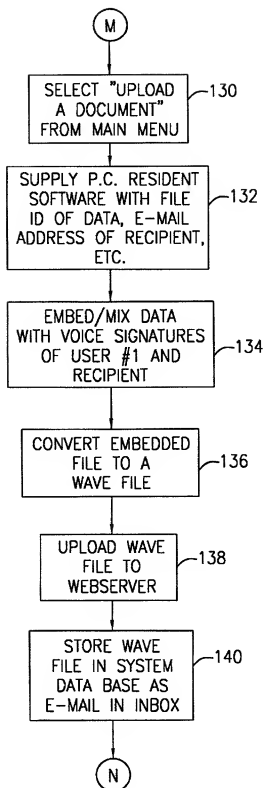 M
SELECT "UPLOAD
A DOCUMENT"
FROM MAIN MENU
130
SUPPLY P.C. RESIDENT
SOFTWARE WITH FILE
ID OF DATA, E-MAIL
ADDRESS OF RECIPIENT,
ETC.
132
EMBED/MIX DATA
WITH VOICE SIGNATURES
OF USER #1 AND
RECIPIENT
134
CONVERT EMBEDDED
FILE TO A
WAVE FILE
136
UPLOAD WAVE
FILE TO
WEBSERVER
138
STORE WAVE
FILE IN SYSTEM
DATA BASE AS
E-MAIL IN INBOX
140
N